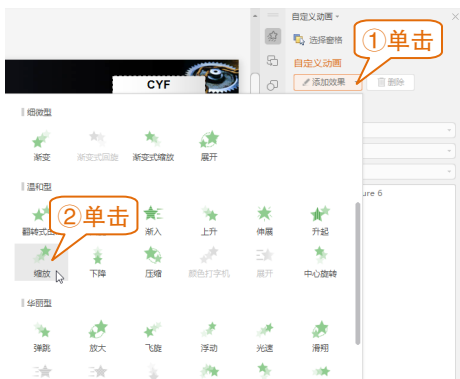 自定义动画
选择窗格
①单击
自定义动画
添加效果
删除
CYF
细微型
渐变
渐变式回旋
渐变式缩放
展开
ure 6
温和型
②单击
翻转式
渐入
上升
伸展
升起
缩放
下降
压缩
颜色打字机
展开
中心旋转
华丽型
弹跳
放大
飞旋
浮动
光速
滑翔